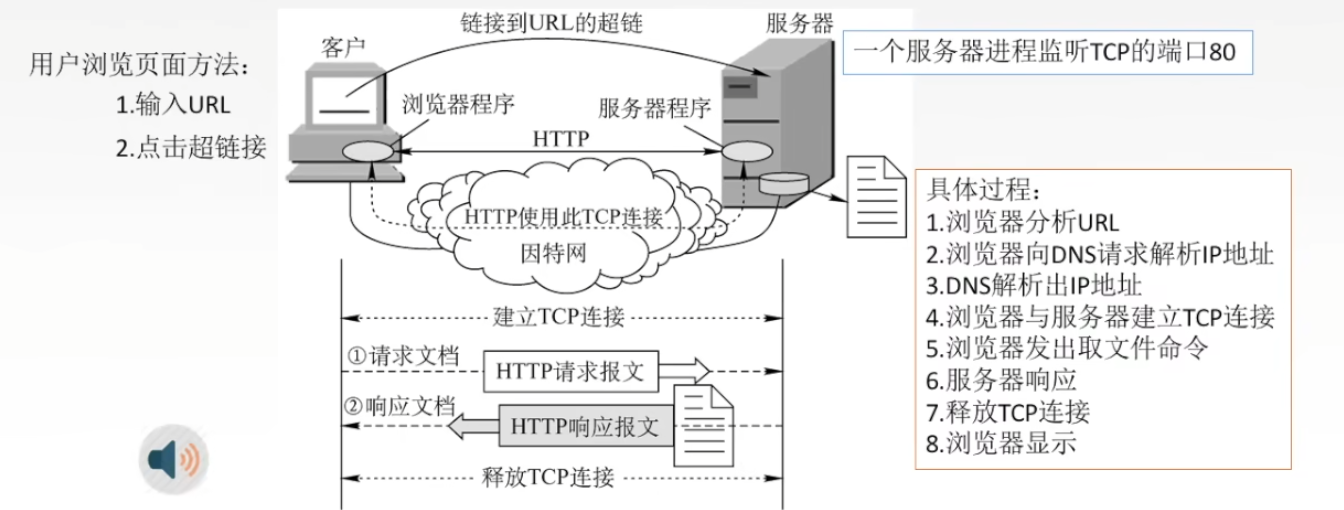 用户浏览页面方法：
1.输入URL
2.点击超链接
链接到URL的超链
客户
服务器
浏览器程序
服务器程序
HTTP
HTTP使用此TCP连接
因特网
一个服务器进程监听TCP的端口80
建立TCP连接
①请求文档
HTTP请求报文
②响应文档
HTTP响应报文
释放TCP连接
具体过程：
1.浏览器分析URL
2.浏览器向DNS请求解析IP地址
3.DNS解析出IP地址
4.浏览器与服务器建立TCP连接
5.浏览器发出取文件命令
6.服务器响应
7.释放TCP连接
8.浏览器显示